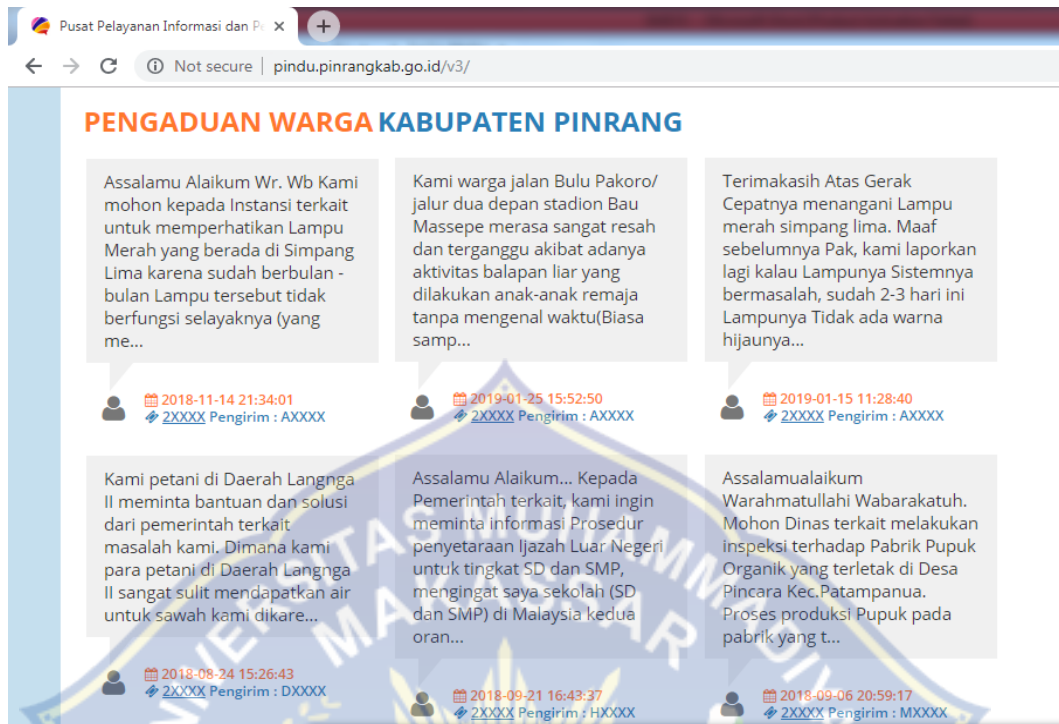 Pusat Pelayanan Informasi dan Pe
Not secure | pindu.pinrangkab.go.id/v3/
PENGADUAN WARGA KABUPATEN PINRANG
Assalamu Alaikum Wr. Wb Kami
mohon kepada Instansi terkait
untuk memperhatikan Lampu
Merah yang berada di Simpang
Lima karena sudah berbulan -
bulan Lampu tersebut tidak
berfungsi selayaknya (yang
me...
2018-11-14 21:34:01
2XXXX Pengirim : AXXXX
Kami warga jalan Bulu Pakoro/
jalur dua depan stadion Bau
Massepe merasa sangat resah
dan terganggu akibat adanya
aktivitas balapan liar yang
dilakukan anak-anak remaja
tanpa mengenal waktu(Biasa
samp...
2019-01-25 15:52:50
2XXXX Pengirim : AXXXX
Terimakasih Atas Gerak
Cepatnya menangani Lampu
merah simpang lima. Maaf
sebelumnya Pak, kami laporkan
lagi kalau Lampunya Sistemnya
bermasalah, sudah 2-3 hari ini
Lampunya Tidak ada warna
hijaunya...
2019-01-15 11:28:40
2XXXX Pengirim : AXXXX
Kami petani di Daerah Langnga
II meminta bantuan dan solusi
dari pemerintah terkait
masalah kami. Dimana kami
para petani di Daerah Langnga
II sangat sulit mendapatkan air
untuk sawah kami dikare...
2018-08-24 15:26:43
2XXXX Pengirim : DXXXX
Assalamu Alaikum... Kepada
Pemerintah terkait, kami ingin
meminta informasi Prosedur
penyetaraan Ijazah Luar Negeri
untuk tingkat SD dan SMP,
mengingat saya sekolah (SD
dan SMP) di Malaysia kedua
oran...
2018-09-21 16:43:37
2XXXX Pengirim : HXXXX
Assalamualaikum
Warahmatullahi Wabarakatuh.
Mohon Dinas terkait melakukan
inspeksi terhadap Pabrik Pupuk
Organik yang terletak di Desa
Pincara Kec.Patampanua.
Proses produksi Pupuk pada
pabrik yang t...
2018-09-06 20:59:17
2XXXX Pengirim : MXXXX
UNIVERSITAS MUHAMMADIY
MAKASSAR